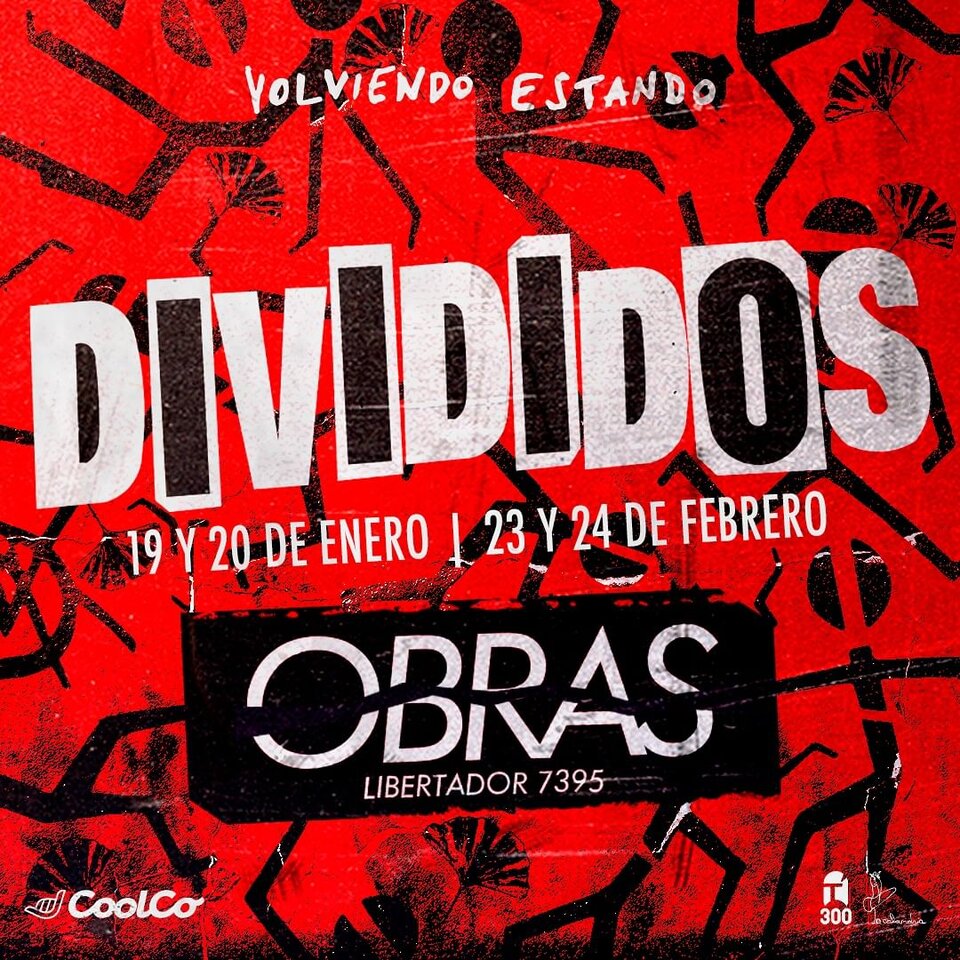 VOLVIENDO ESTANDO
DIVIDIDOS
19 Y 20 DE ENERO | 23 Y 24 DE FEBRERO
OBRAS
LIBERTADOR 7395
CoolCo
T
300